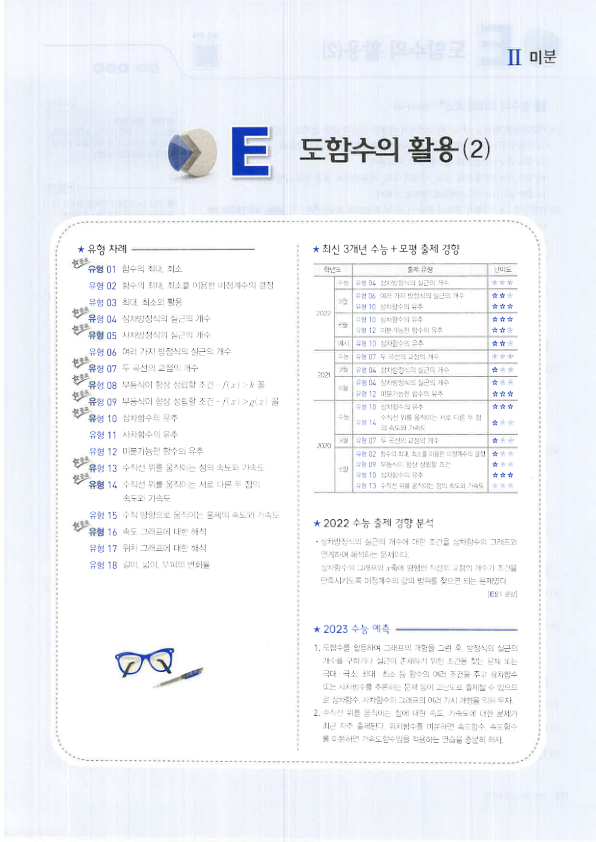 II 미분
E 도함수의 활용(2)
★ 유형 차례
유형 01 함수의 최대, 최소
유형 02 함수의 최대, 최소를 이용한 미정계수의 결정
유형 03 최대, 최소의 활용
유형 04 삼차방정식의 실근의 개수
유형 05 사차방정식의 실근의 개수
유형 06 여러 가지 방정식의 실근의 개수
유형 07 두 곡선의 교점의 개수
유형 08 부등식이 항상 성립할 조건 - f(x)>k 꼴
유형 09 부등식이 항상 성립할 조건 - f(x)>g(x) 꼴
유형 10 삼차함수의 유추
유형 11 사차함수의 유추
유형 12 미분가능한 함수의 유추
유형 13 수직선 위를 움직이는 점의 속도와 가속도
유형 14 수직선 위를 움직이는 서로 다른 두 점의
속도와 가속도
유형 15 수직 방향으로 움직이는 물체의 속도와 가속도
유형 16 속도 그래프에 대한 해석
유형 17 위치 그래프에 대한 해석
유형 18 길이, 넓이, 부피의 변화율
★ 최신 3개년 수능 + 모평 출제 경향
학년도 출제 유형 난이도
2022 수능 유형 04 삼차방정식의 실근의 개수 ★★★
9월 유형 06 여러 가지 방정식의 실근의 개수 ★★★
유형 10 삼차함수의 유추 ★★★
6월 유형 10 삼차함수의 유추 ★★★
유형 12 미분가능한 함수의 유추 ★★★
예시 유형 10 삼차함수의 유추 ★★★
2021 수능 유형 07 두 곡선의 교점의 개수 ★★★
9월 유형 04 삼차방정식의 실근의 개수 ★★★
6월 유형 04 삼차방정식의 실근의 개수 ★★★
유형 12 미분가능한 함수의 유추 ★★★
2020 수능 유형 10 삼차함수의 유추 ★★★
유형 14 수직선 위를 움직이는 서로 다른 두 점
의 속도와 가속도 ★★★
9월 유형 07 두 곡선의 교점의 개수 ★★★
6월 유형 02 함수의 최대, 최소를 이용한 미정계수의 결정 ★★★
유형 09 부등식이 항상 성립할 조건 ★★★
유형 10 삼차함수의 유추 ★★★
유형 13 수직선 위를 움직이는 점의 속도와 가속도 ★★★
★ 2022 수능 출제 경향 분석
· 삼차방정식의 실근의 개수에 대한 조건을 삼차함수의 그래프와
연계하여 해석하는 문제이다.
삼차함수의 그래프와 x축에 평행한 직선의 교점의 개수가 조건을
만족시키도록 미정계수의 값의 범위를 찾으면 되는 문제였다.
★ 2023 수능 예측
1. 도함수를 활용하여 그래프의 개형을 그린 후, 방정식의 실근의
개수를 구하거나 실근이 존재하기 위한 조건을 찾는 문제 또는
극대 · 극소, 최대 · 최소 등 함수의 여러 조건을 주고 삼차함수
또는 사차함수를 추론하는 문제 등이 고난도로 출제될 수 있으므
로 삼차함수, 사차함수의 그래프의 여러 가지 개형을 익혀 두자.
2. 수직선 위를 움직이는 점에 대한 속도, 가속도에 대한 문제가
최근 자주 출제된다. 위치함수를 미분하면 속도함수, 속도함수
를 미분하면 가속도함수임을 적용하는 연습을 충분히 하자.